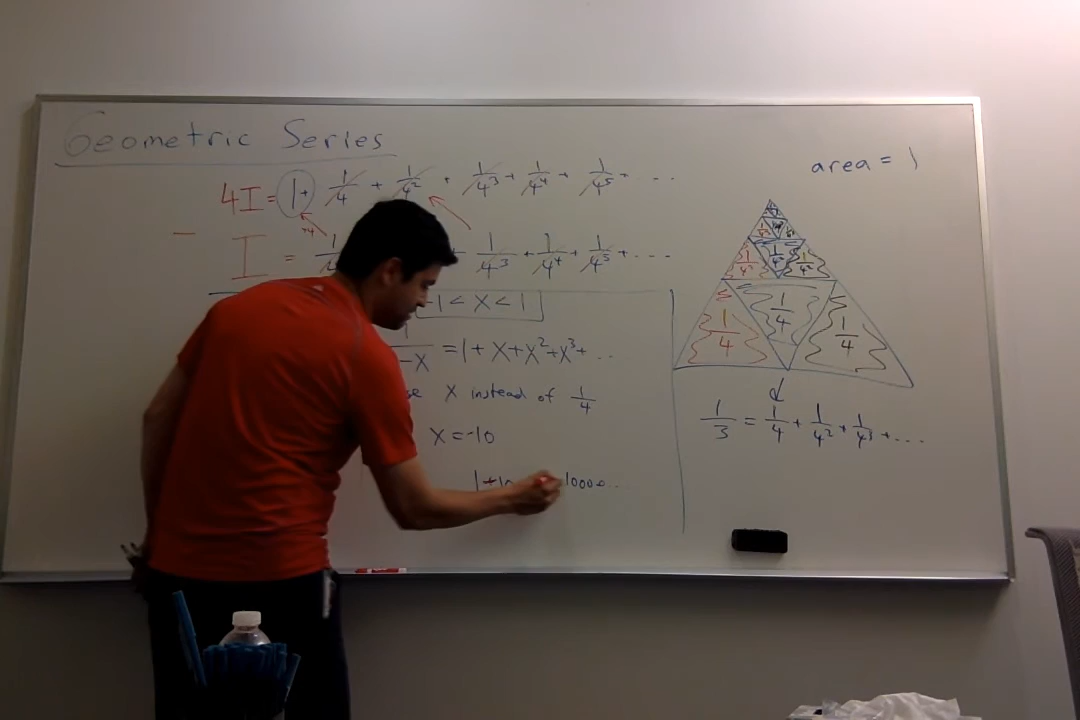 Geometric Series
area = 1
4I = 1 + 1/4 + 1/4² + 1/4³ + 1/4⁴ + 1/4⁵ + ...
- I = 1/4 + 1/4³ + 1/4⁴ + 1/4⁵ + ...
-1 < x < 1
-x = 1 + x + x² + x³ + ..
x instead of 1/4
x = -10
1/4 1/4 1/4
1/3 = 1/4 + 1/4² + 1/4³ + ...